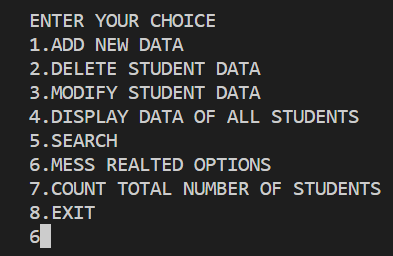 ENTER YOUR CHOICE
1.ADD NEW DATA
2.DELETE STUDENT DATA
3.MODIFY STUDENT DATA
4.DISPLAY DATA OF ALL STUDENTS
5.SEARCH
6.MESS REALTED OPTIONS
7.COUNT TOTAL NUMBER OF STUDENTS
8.EXIT
6